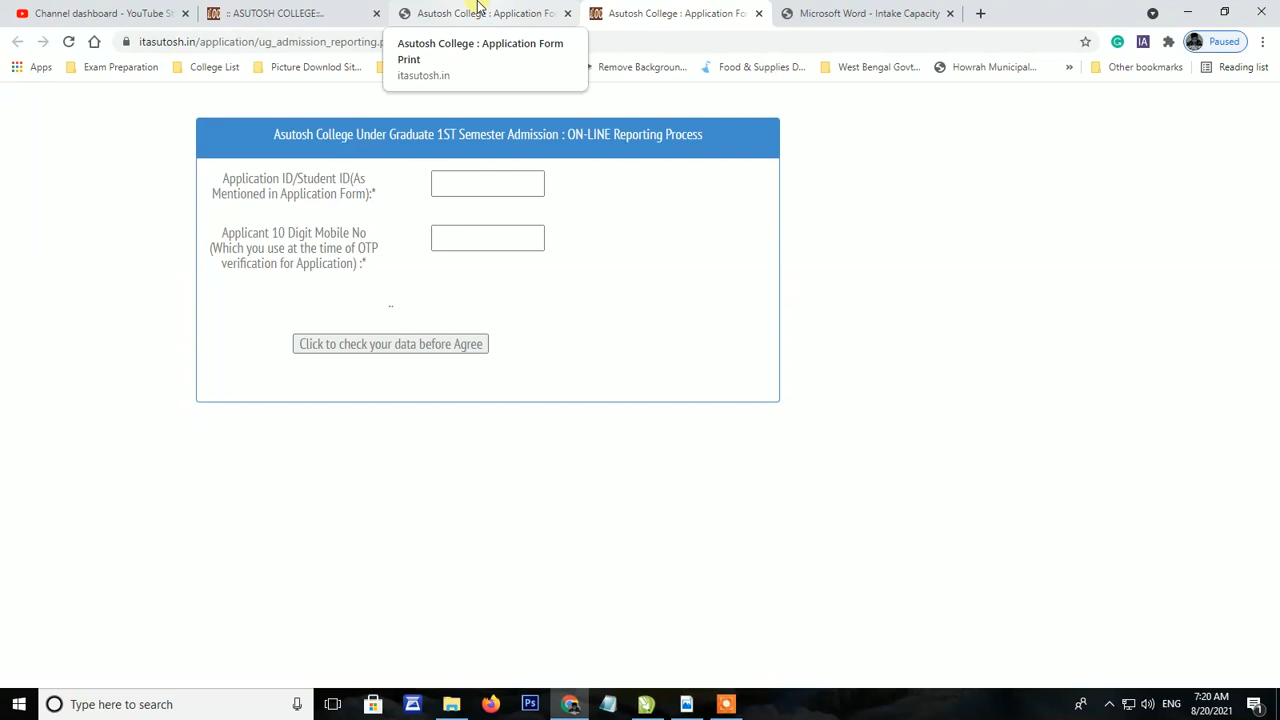 Channel dashboard - YouTube St
:: ASUTOSH COLLEGE::.
Asutosh College : Application Fo
Asutosh College : Application Fo
Microsoft Word - Intake Capacity
itasutosh.in/application/ug_admission_reporting.p
Paused
Asutosh College : Application Form
Print
itasutosh.in
Apps
Exam Preparation
College List
Picture Downlod Sit...
Remove Backgroun...
Food & Supplies D...
West Bengal Govt...
Howrah Municipal...
»
Other bookmarks
Reading list
Asutosh College Under Graduate 1ST Semester Admission : ON-LINE Reporting Process
Application ID/Student ID(As
Mentioned in Application Form):*
Applicant 10 Digit Mobile No
(Which you use at the time of OTP
verification for Application) :*
..
Click to check your data before Agree
Type here to search
Ps
ENG
7:20 AM
8/20/2021
1